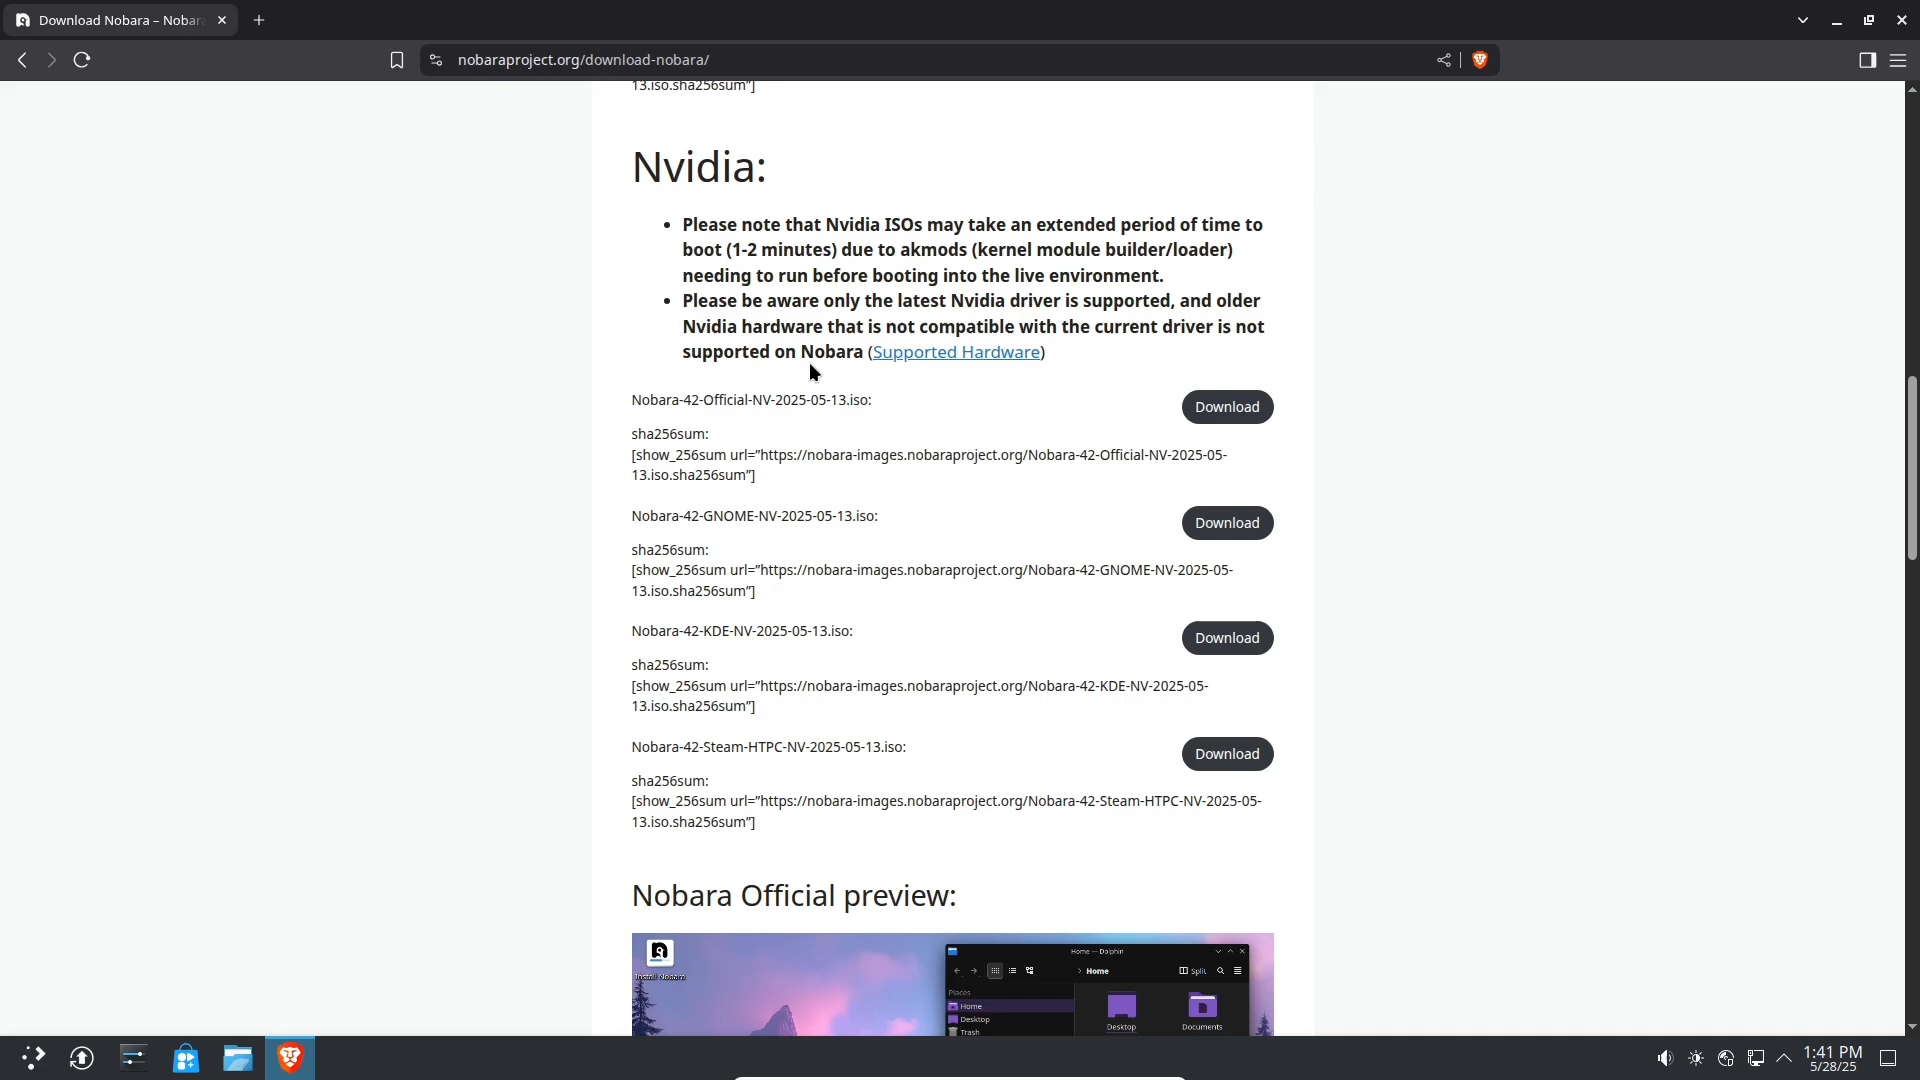 Download Nobara – Nobar
nobaraproject.org/download-nobara/
13.iso.sha256sum”]
Nvidia:
• Please note that Nvidia ISOs may take an extended period of time to
boot (1-2 minutes) due to akmods (kernel module builder/loader)
needing to run before booting into the live environment.
• Please be aware only the latest Nvidia driver is supported, and older
Nvidia hardware that is not compatible with the current driver is not
supported on Nobara (Supported Hardware)
Nobara-42-Official-NV-2025-05-13.iso:
Download
sha256sum:
[show_256sum url=”https://nobara-images.nobaraproject.org/Nobara-42-Official-NV-2025-05-
13.iso.sha256sum”]
Nobara-42-GNOME-NV-2025-05-13.iso:
Download
sha256sum:
[show_256sum url=”https://nobara-images.nobaraproject.org/Nobara-42-GNOME-NV-2025-05-
13.iso.sha256sum”]
Nobara-42-KDE-NV-2025-05-13.iso:
Download
sha256sum:
[show_256sum url=”https://nobara-images.nobaraproject.org/Nobara-42-KDE-NV-2025-05-
13.iso.sha256sum”]
Nobara-42-Steam-HTPC-NV-2025-05-13.iso:
Download
sha256sum:
[show_256sum url=”https://nobara-images.nobaraproject.org/Nobara-42-Steam-HTPC-NV-2025-05-
13.iso.sha256sum”]
Nobara Official preview:
Install Nobara
Home — Dolphin
> Home
Split
Places
Home
Desktop
Trash
Desktop
Documents
1:41 PM
5/28/25